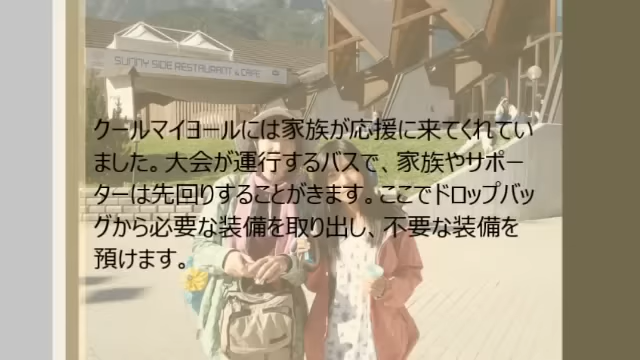 SUNNY SIDE RESTAURANT & CAFE
クールマイヨールには家族が応援に来てくれてい
ました。大会が運行するバスで、家族やサポー
ターは先回りすることがきます。ここでドロップバッ
グから必要な装備を取り出し、不要な装備を
預けます。